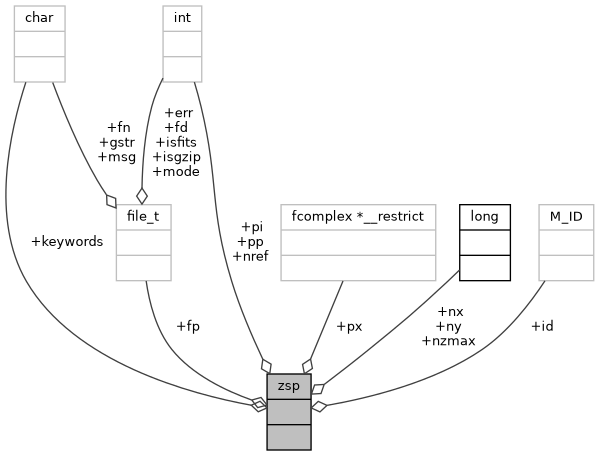 char
int
+fn
+gstr
+msg
+err
+fd
+isfits
+isgzip
+mode
file_t
fcomplex *__restrict
long
M_ID
+keywords
+pi
+pp
+nref
+fp
+px
+nx
+ny
+nzmax
+id
zsp